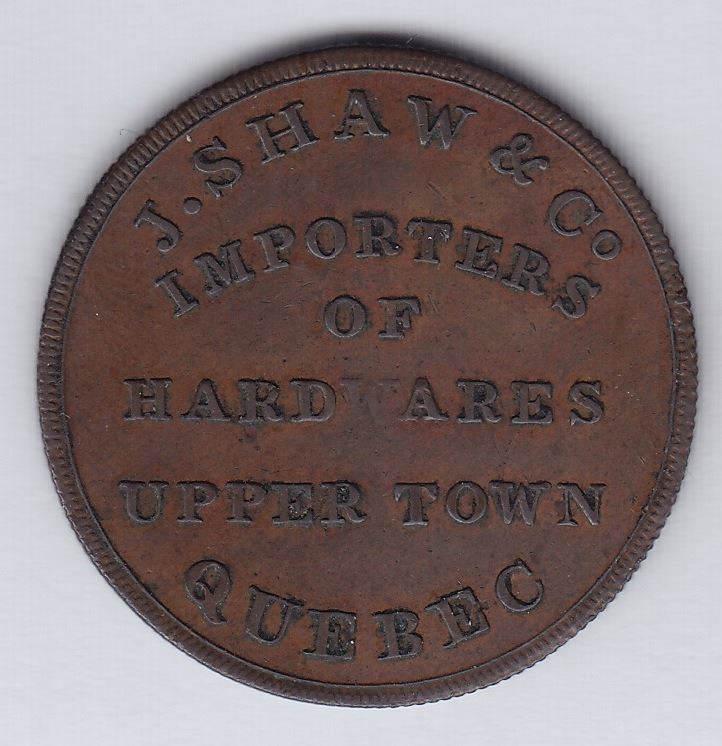 J. SHAW & Co
IMPORTERS
OF
HARDWARES
UPPER TOWN
QUEBEC